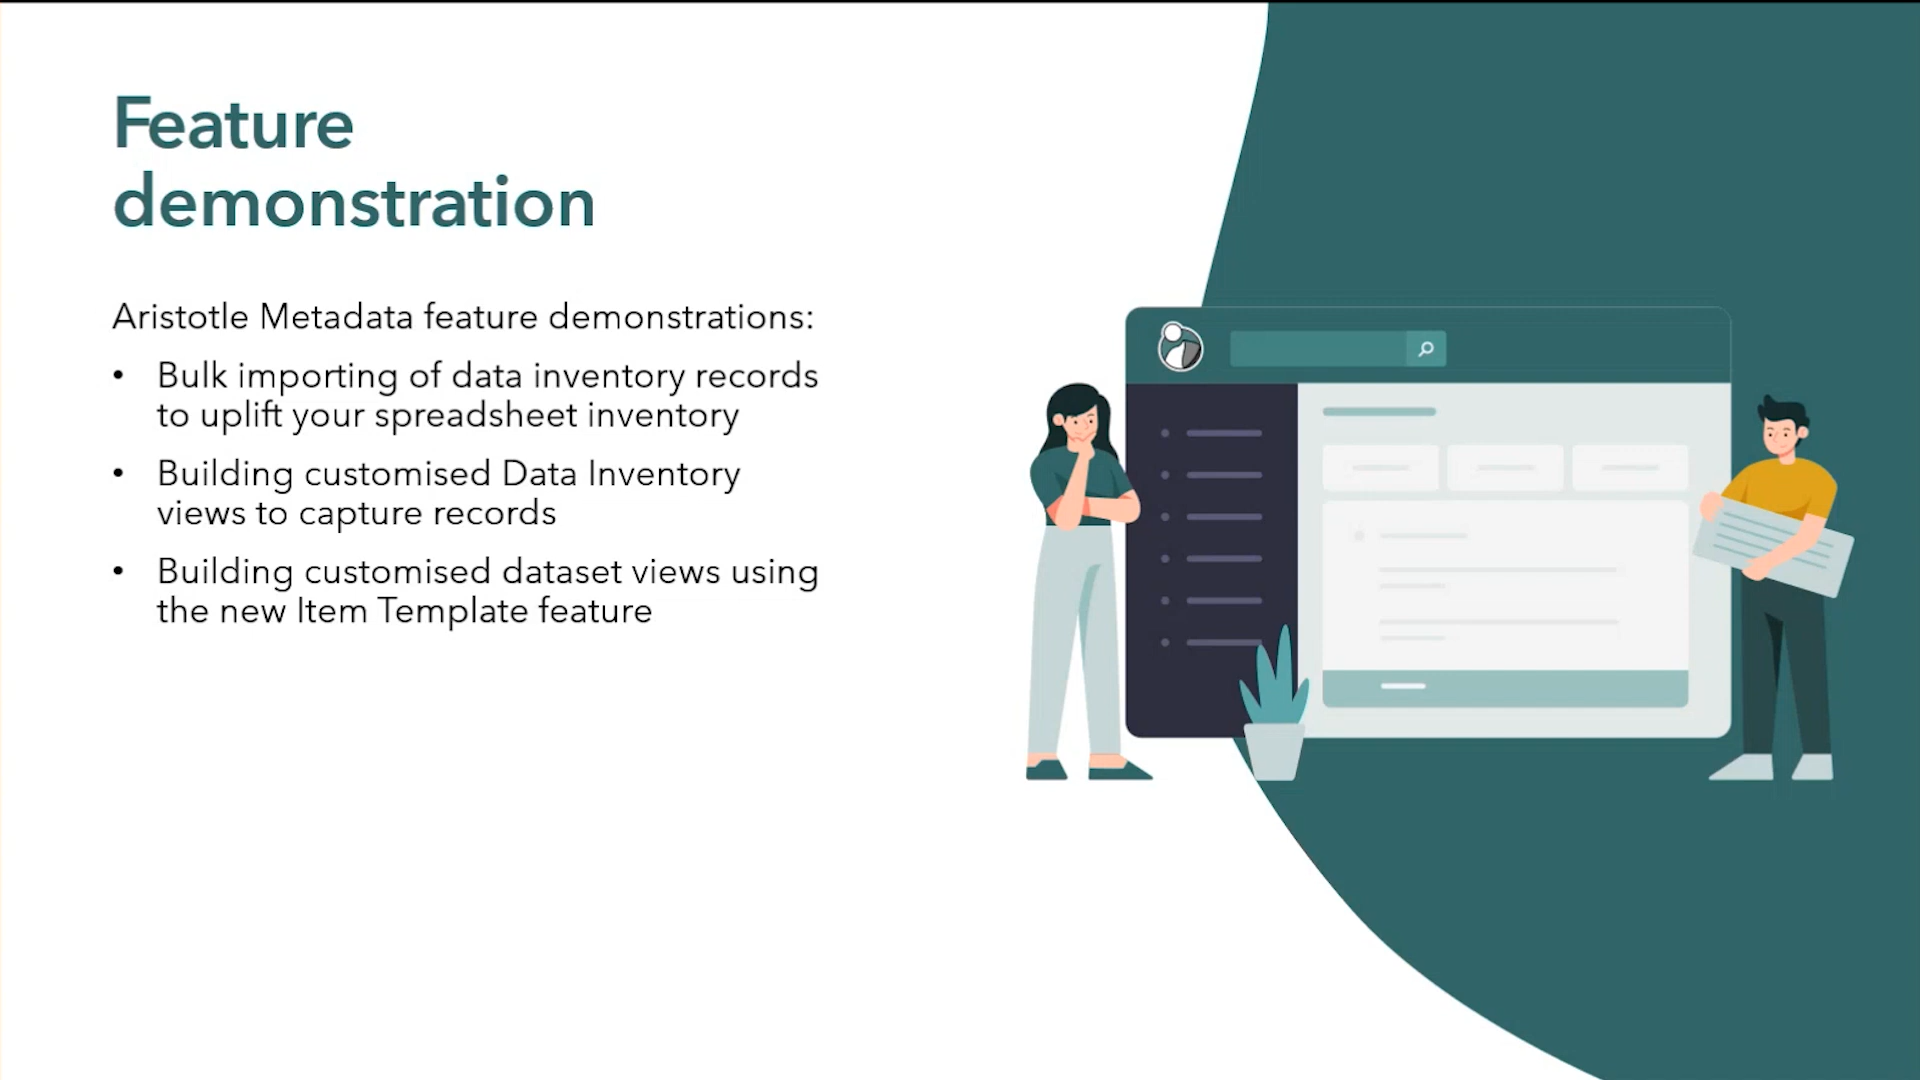 Feature
demonstration
Aristotle Metadata feature demonstrations:
• Bulk importing of data inventory records
to uplift your spreadsheet inventory
• Building customised Data Inventory
views to capture records
• Building customised dataset views using
the new Item Template feature